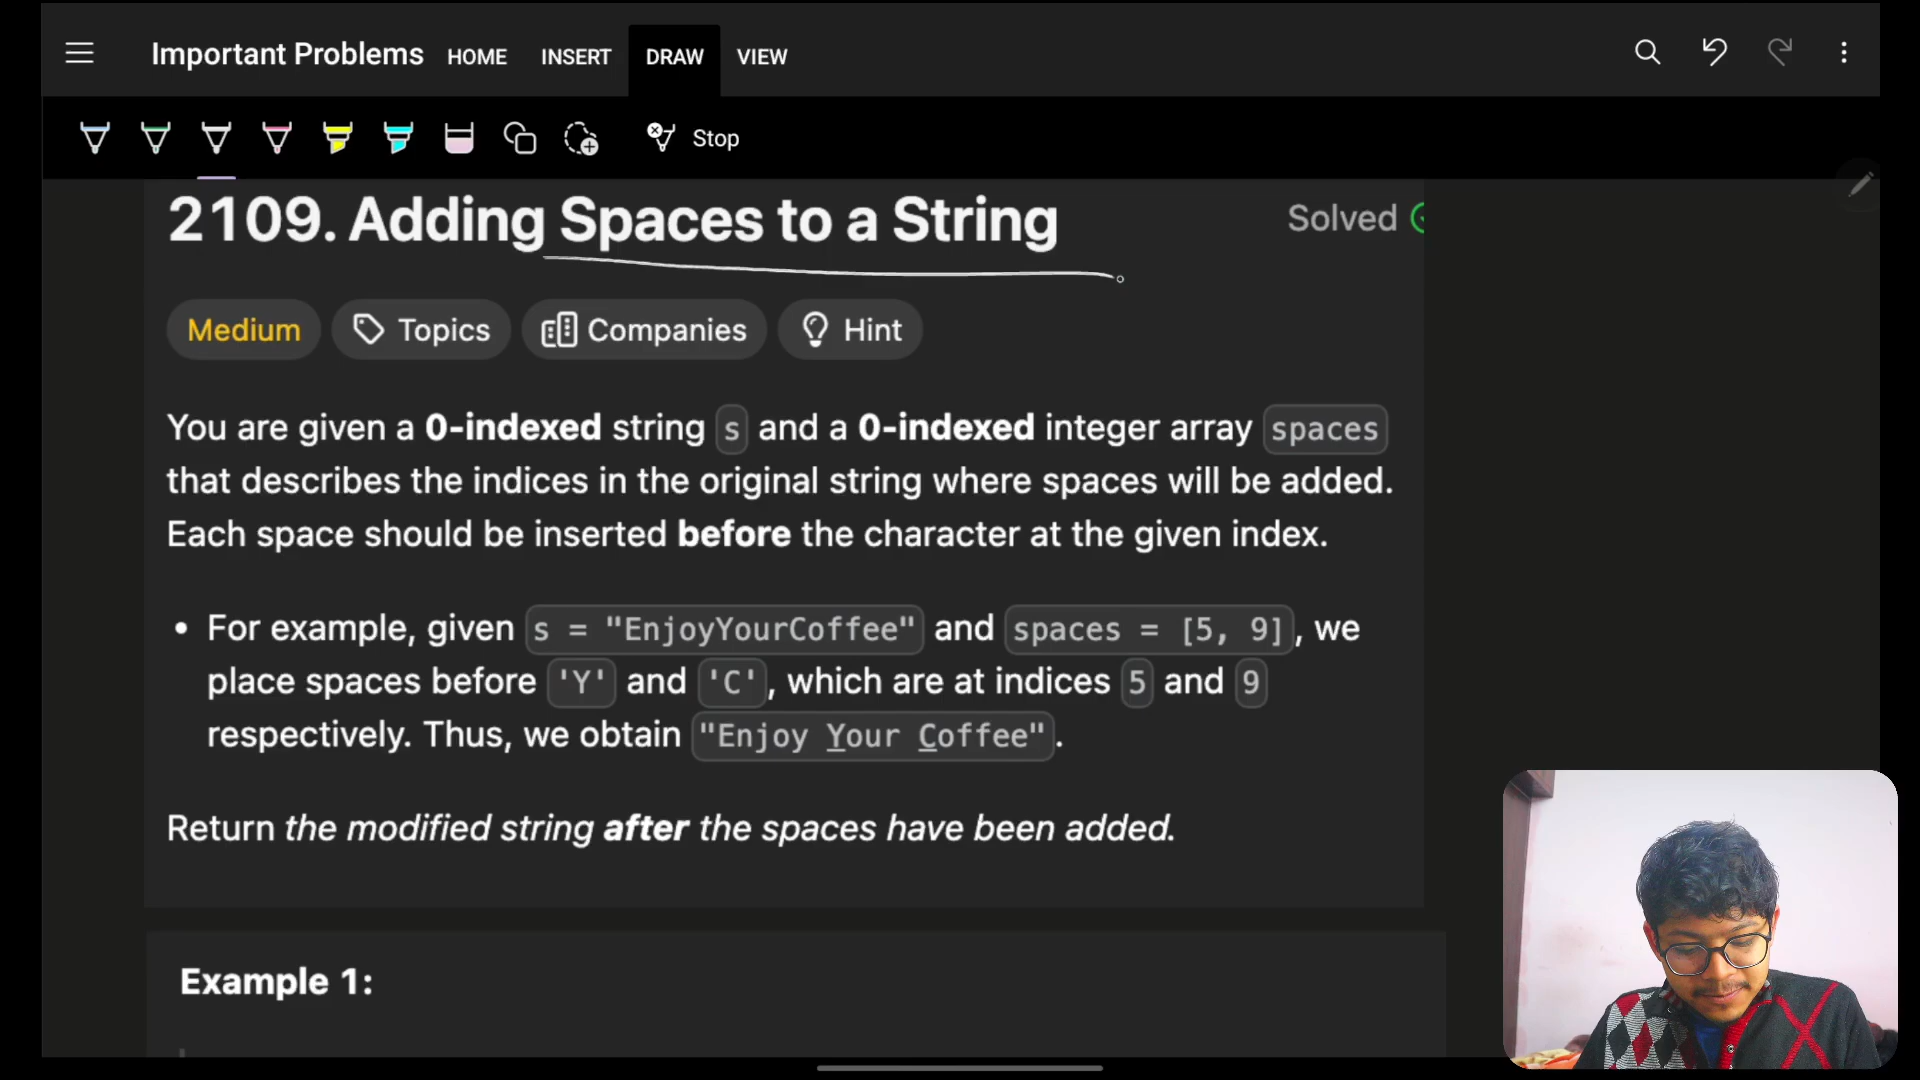 Important Problems HOME INSERT DRAW VIEW
Stop
2109. Adding Spaces to a String
Solved
Medium Topics Companies Hint
You are given a 0-indexed string s and a 0-indexed integer array spaces
that describes the indices in the original string where spaces will be added.
Each space should be inserted before the character at the given index.
• For example, given s = "EnjoyYourCoffee" and spaces = [5, 9], we
place spaces before 'Y' and 'C', which are at indices 5 and 9
respectively. Thus, we obtain "Enjoy Your Coffee".
Return the modified string after the spaces have been added.
Example 1: